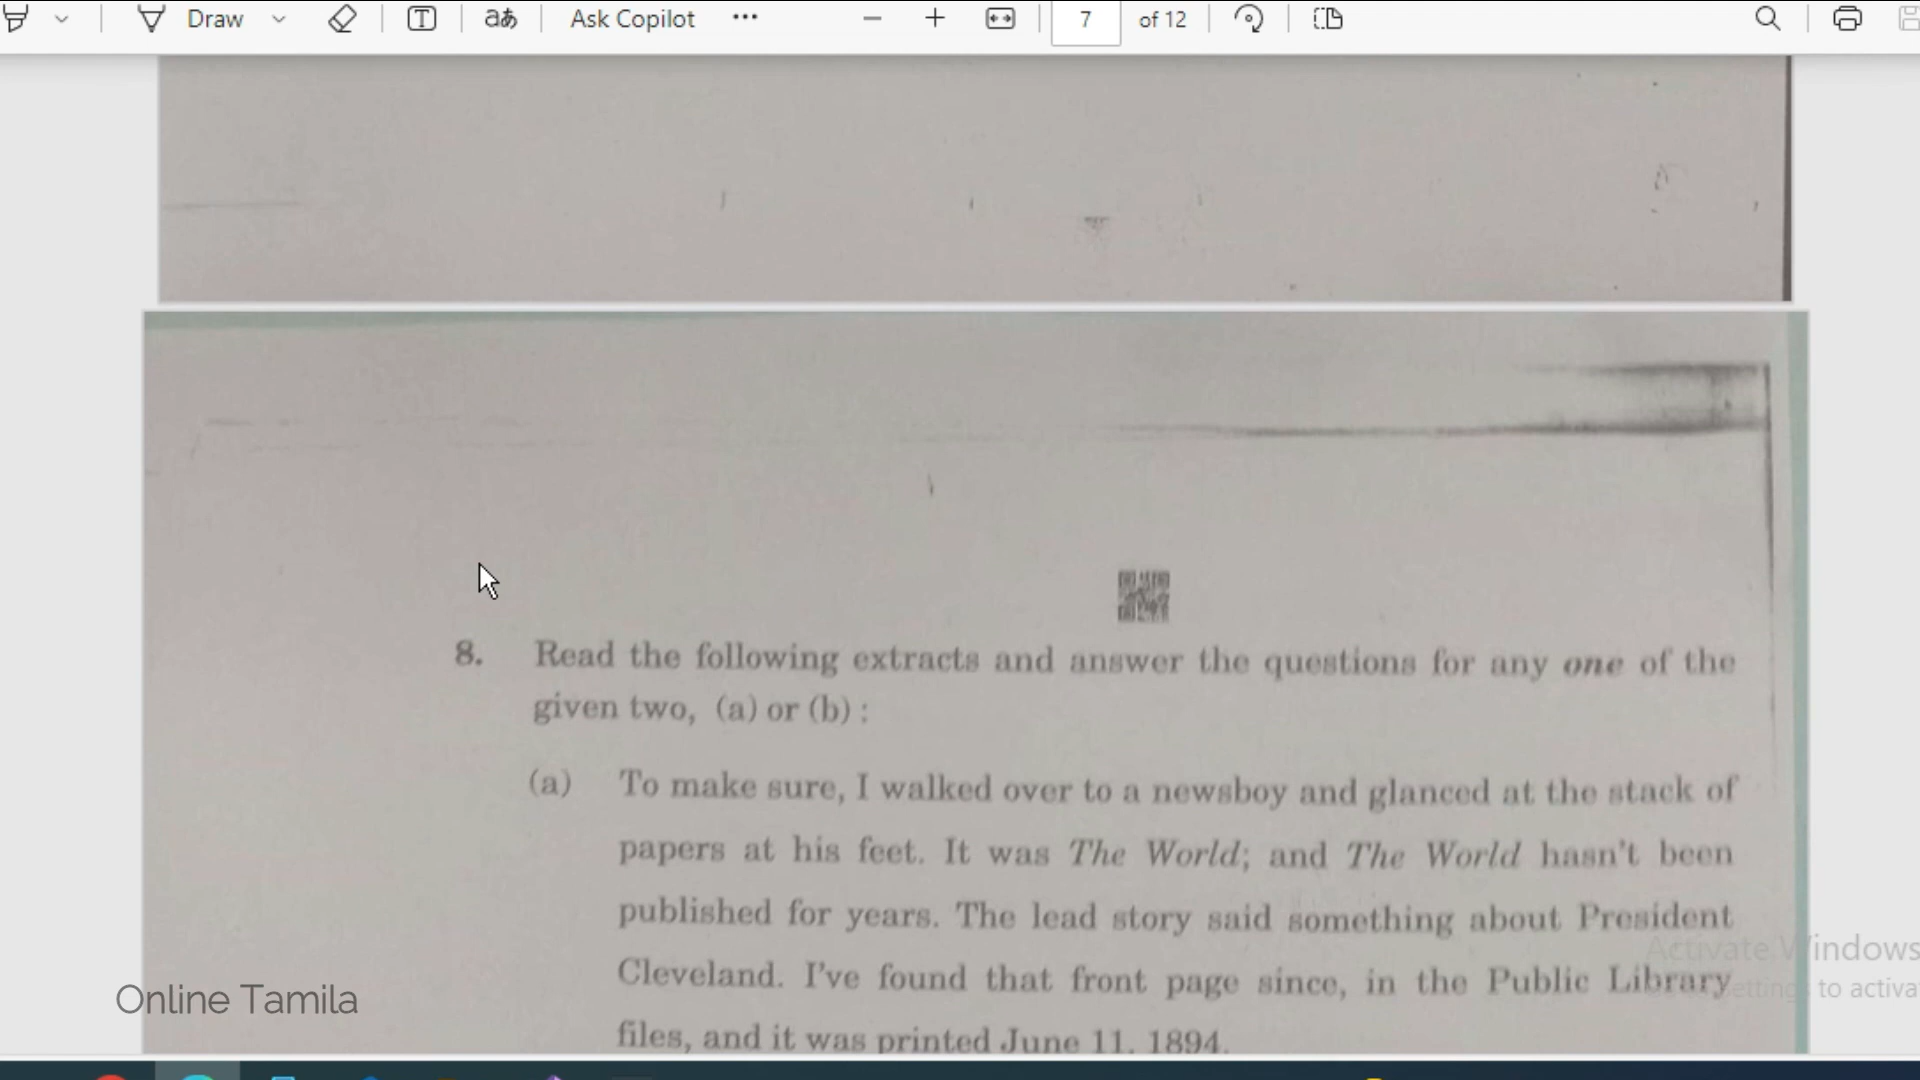 Draw aあ Ask Copilot ... 7 of 12
8. Read the following extracts and answer the questions for any one of the
given two, (a) or (b) :
(a) To make sure, I walked over to a newsboy and glanced at the stack of
papers at his feet. It was The World; and The World hasn't been
published for years. The lead story said something about President
Cleveland. I've found that front page since, in the Public Library
files, and it was printed June 11, 1894.
Activate Windows
to activa
Online Tamila